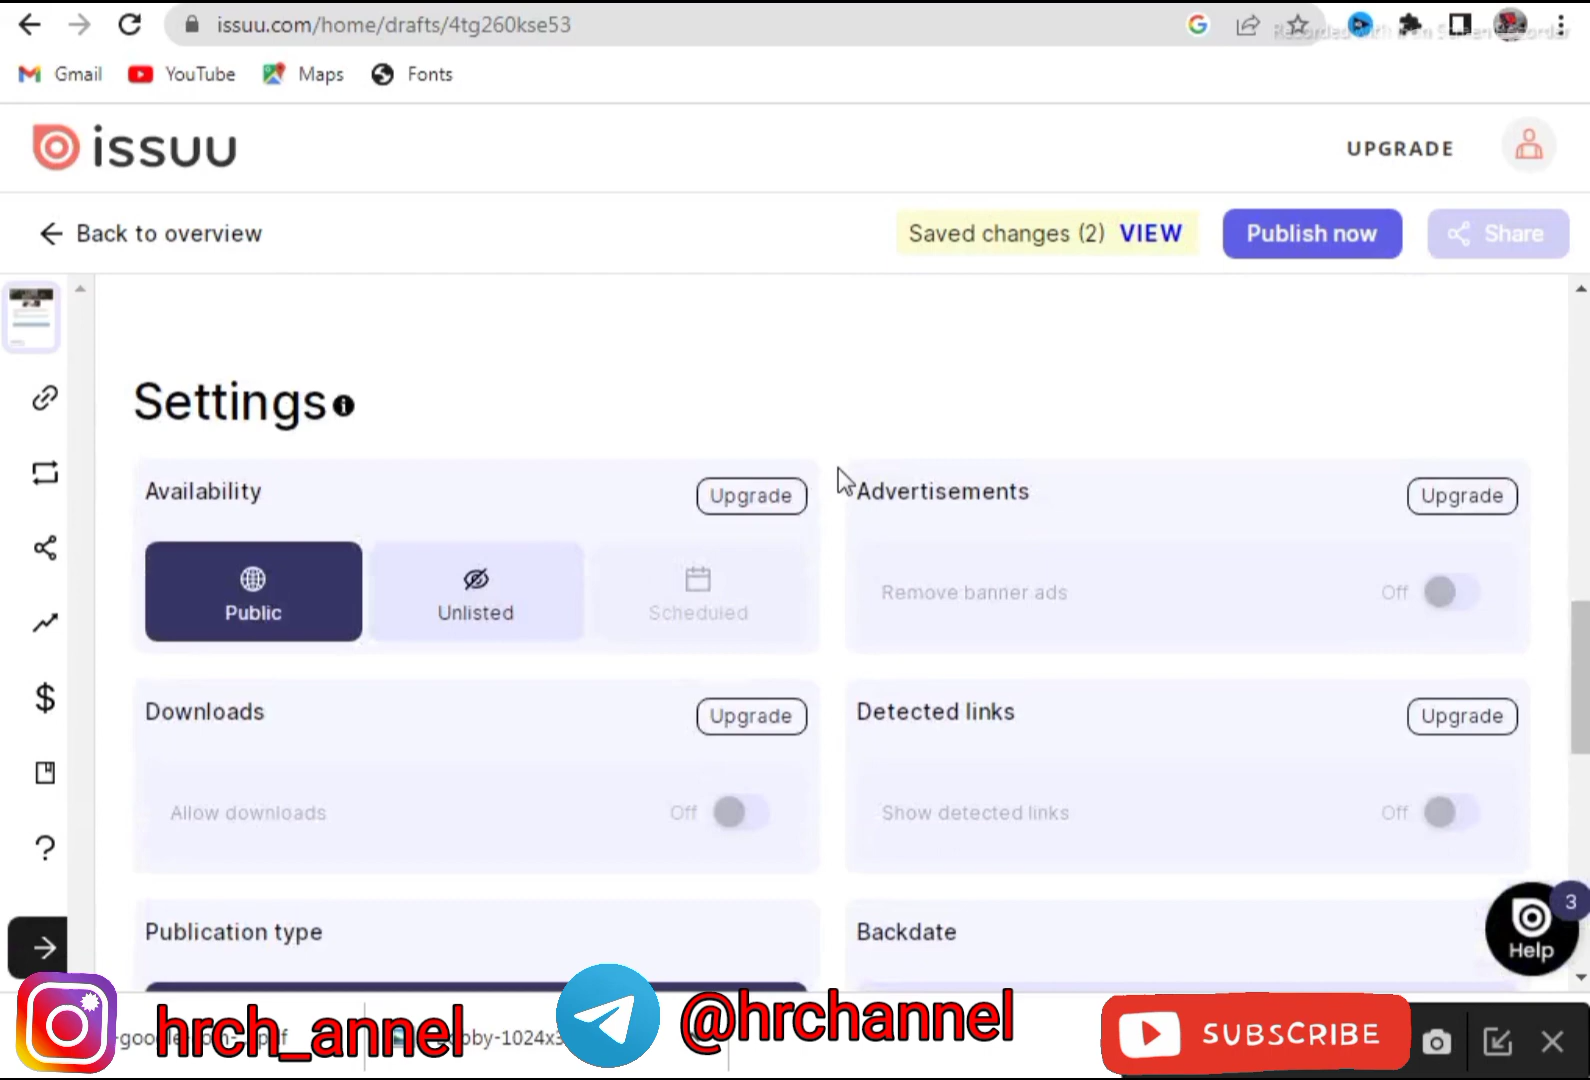 issuu.com/home/drafts/4tg260kse53
Gmail YouTube Maps Fonts
issuu
UPGRADE
Back to overview
Saved changes (2) VIEW
Publish now
Share
Settings
Availability
Upgrade
Public
Unlisted
Scheduled
Advertisements
Upgrade
Remove banner ads
Off
Downloads
Upgrade
Allow downloads
Off
Detected links
Upgrade
Show detected links
Off
Publication type
Backdate
3
Help
hrch_annel
@hrchannel
SUBSCRIBE